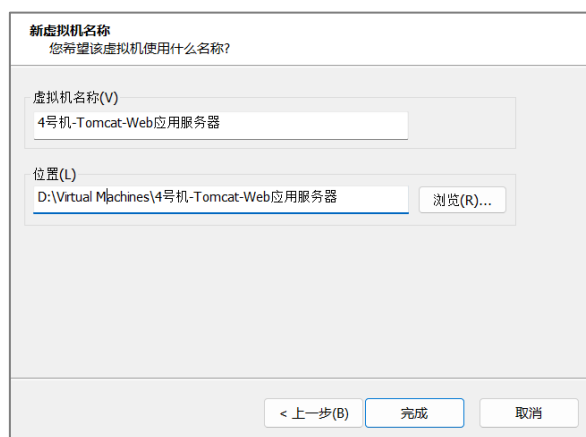 新虚拟机名称
您希望该虚拟机使用什么名称?
虚拟机名称(V)
4号机-Tomcat-Web应用服务器
位置(L)
D:\Virtual Machines\4号机-Tomcat-Web应用服务器
浏览(R)...
< 上一步(B)
完成
取消